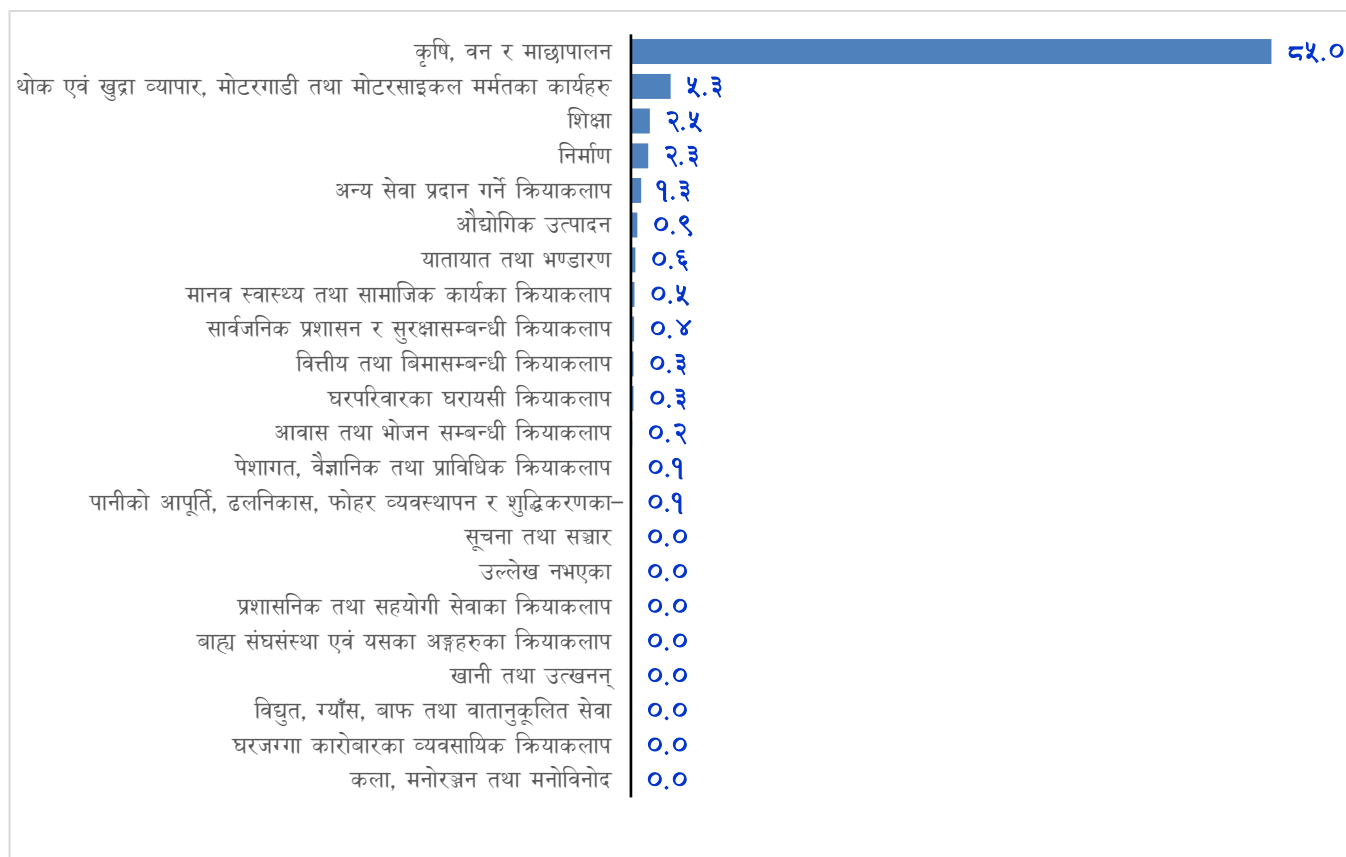 कृषि, वन र माछापालन ८५.०
थोक एवं खुद्रा व्यापार, मोटरगाडी तथा मोटरसाइकल मर्मतका कार्यहरु ५.३
शिक्षा २.५
निर्माण २.३
अन्य सेवा प्रदान गर्ने क्रियाकलाप १.३
औद्योगिक उत्पादन ०.९
यातायात तथा भण्डारण ०.६
मानव स्वास्थ्य तथा सामाजिक कार्यका क्रियाकलाप ०.५
सार्वजनिक प्रशासन र सुरक्षासम्बन्धी क्रियाकलाप ०.४
वित्तीय तथा बिमासम्बन्धी क्रियाकलाप ०.३
घरपरिवारका घरायसी क्रियाकलाप ०.३
आवास तथा भोजन सम्बन्धी क्रियाकलाप ०.२
पेशागत, वैज्ञानिक तथा प्राविधिक क्रियाकलाप ०.१
पानीको आपूर्ति, ढलनिकास, फोहर व्यवस्थापन र शुद्धिकरणका– ०.१
सूचना तथा सञ्चार ०.०
उल्लेख नभएका ०.०
प्रशासनिक तथा सहयोगी सेवाका क्रियाकलाप ०.०
बाह्य संघसंस्था एवं यसका अङ्गहरुका क्रियाकलाप ०.०
खानी तथा उत्खनन् ०.०
विद्युत, ग्याँस, बाफ तथा वातानुकूलित सेवा ०.०
घरजग्गा कारोबारका व्यवसायिक क्रियाकलाप ०.०
कला, मनोरञ्जन तथा मनोविनोद ०.०